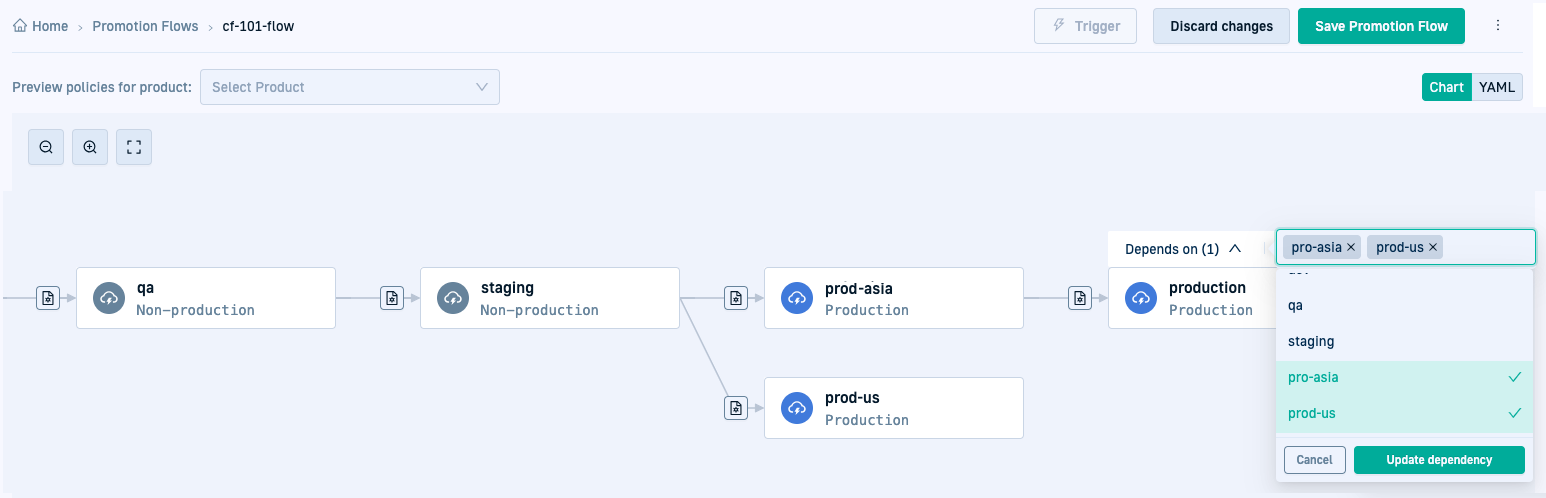 Home › Promotion Flows › cf-101-flow
Trigger
Discard changes
Save Promotion Flow
Preview policies for product:
Select Product
Chart
YAML
Depends on (1)
pro-asia
prod-us
qa
Non-production
staging
Non-production
prod-asia
Production
production
Production
prod-us
Production
qa
staging
pro-asia
prod-us
Cancel
Update dependency